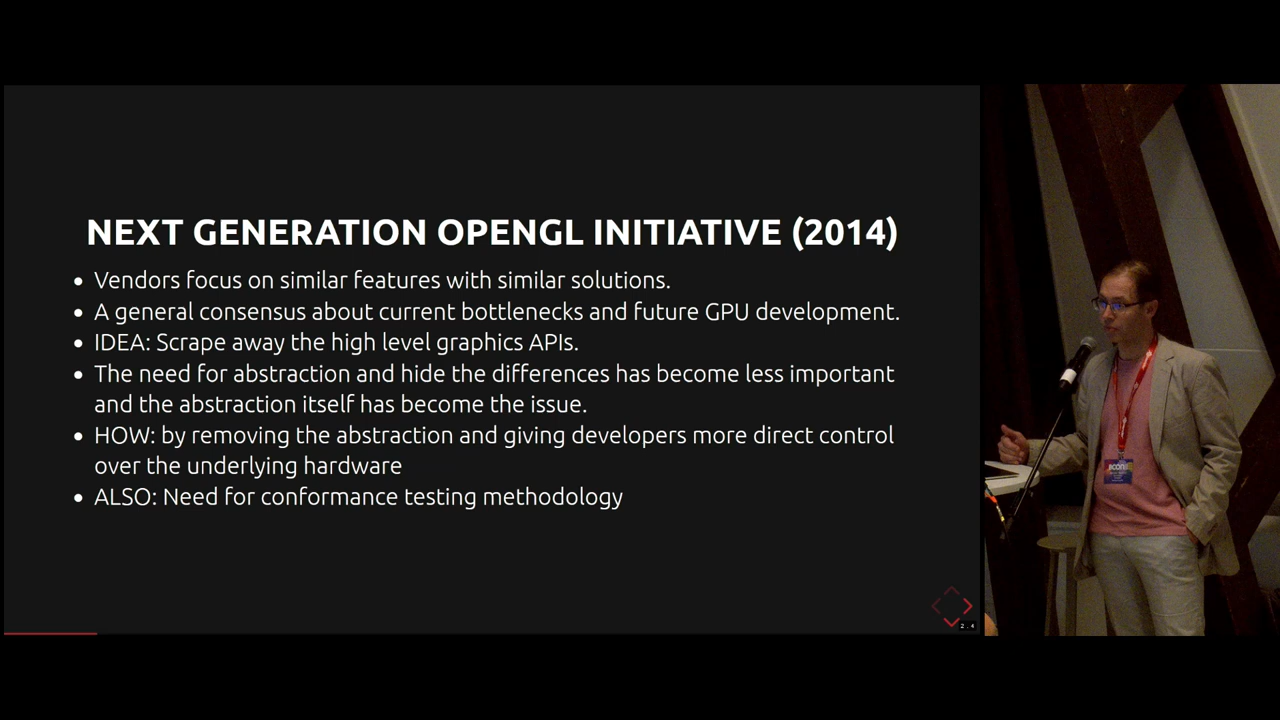 NEXT GENERATION OPENGL INITIATIVE (2014)
Vendors focus on similar features with similar solutions.
A general consensus about current bottlenecks and future GPU development.
IDEA: Scrape away the high level graphics APIs.
The need for abstraction and hide the differences has become less important
and the abstraction itself has become the issue.
HOW: by removing the abstraction and giving developers more direct control
over the underlying hardware
ALSO: Need for conformance testing methodology
2.4